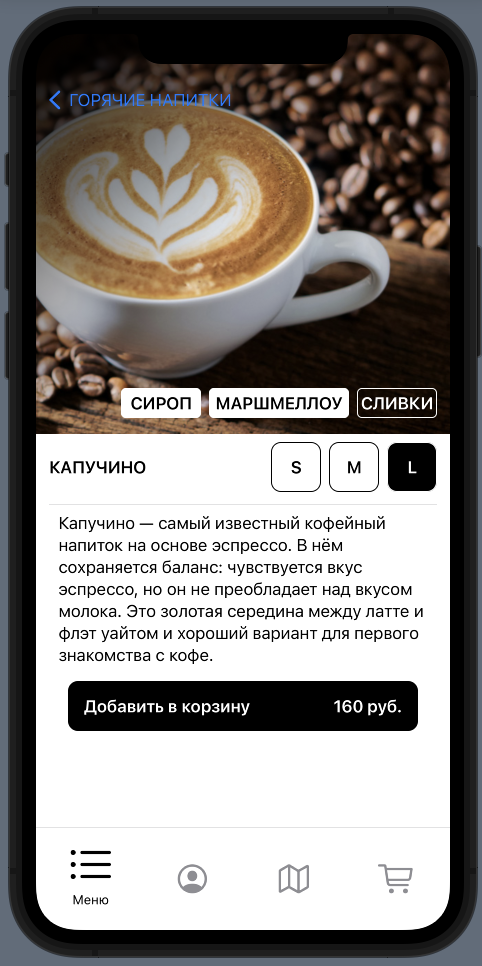 ГОРЯЧИЕ НАПИТКИ
СИРОП МАРШМЕЛЛОУ СЛИВКИ
КАПУЧИНО S M L
Капучино — самый известный кофейный
напиток на основе эспрессо. В нём
сохраняется баланс: чувствуется вкус
эспрессо, но он не преобладает над вкусом
молока. Это золотая середина между латте и
флэт уайтом и хороший вариант для первого
знакомства с кофе.
Добавить в корзину 160 руб.
Меню